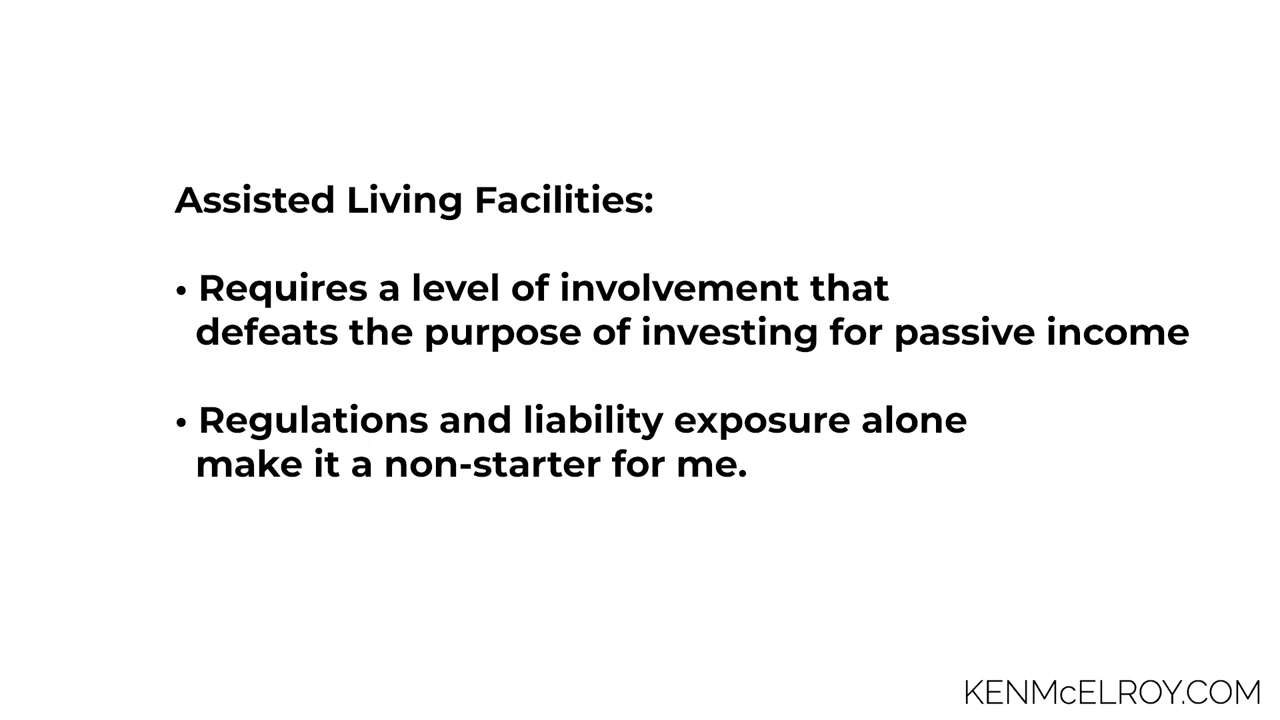 Assisted Living Facilities:
• Requires a level of involvement that
defeats the purpose of investing for passive income
• Regulations and liability exposure alone
make it a non-starter for me.
KENMcELROY.COM